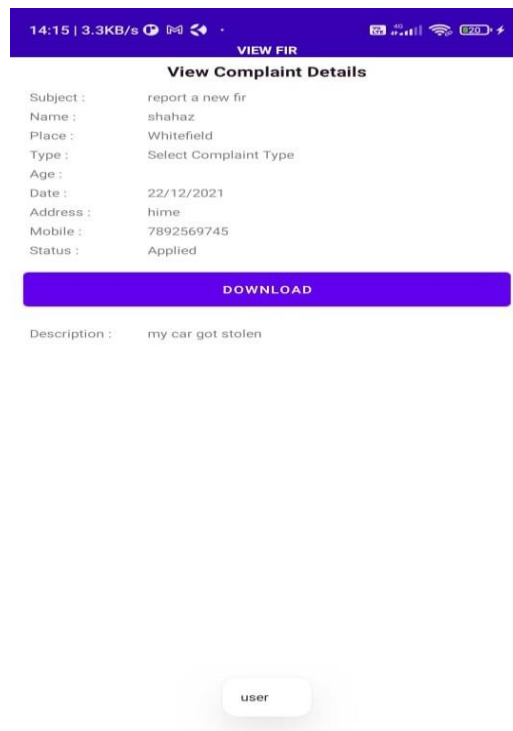 14:15 | 3.3KB/s
4G 20
VIEW FIR
View Complaint Details
Subject : report a new fir
Name : shahaz
Place : Whitefield
Type : Select Complaint Type
Age :
Date : 22/12/2021
Address : hime
Mobile : 7892569745
Status : Applied
DOWNLOAD
Description : my car got stolen
user